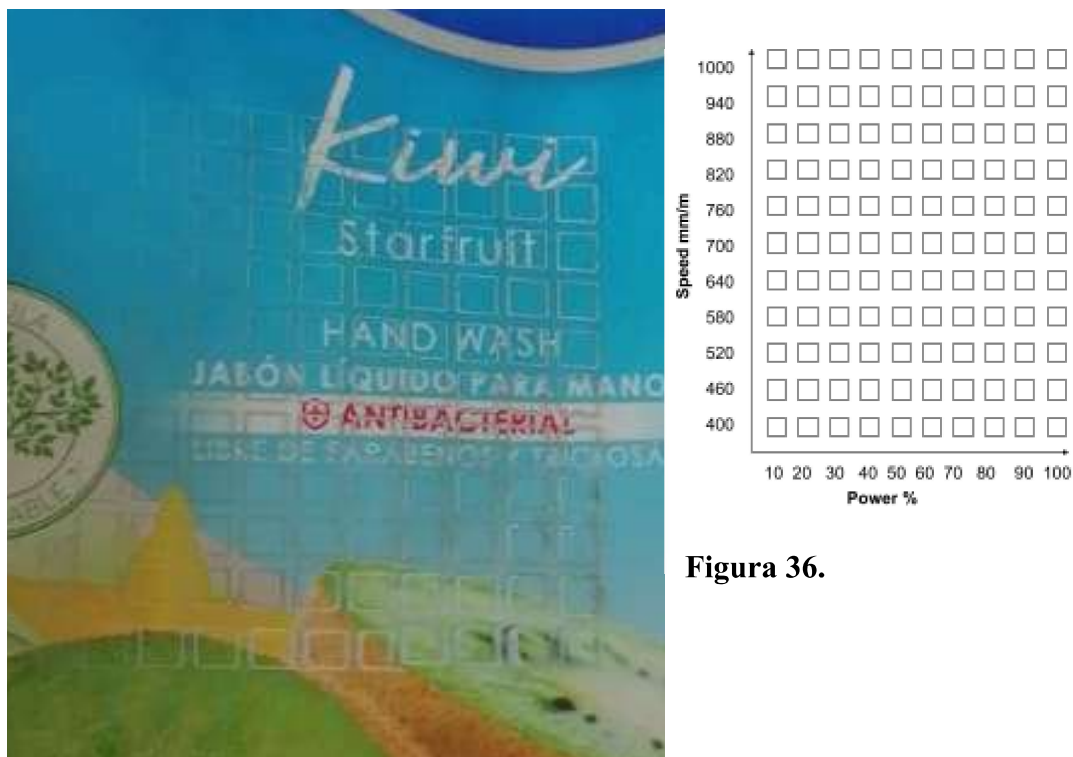 Kiwi
Starfruit
HAND WASH
JABÓN LÍQUIDO PARA MANO
ANTIBACTERIAL
LIBRE DE PARABENOS Y TRICLOSA
ABLE
1000
940
880
820
760
700
640
580
520
460
400
Speed mm/m
10 20 30 40 50 60 70 80 90 100
Power %
Figura 36.